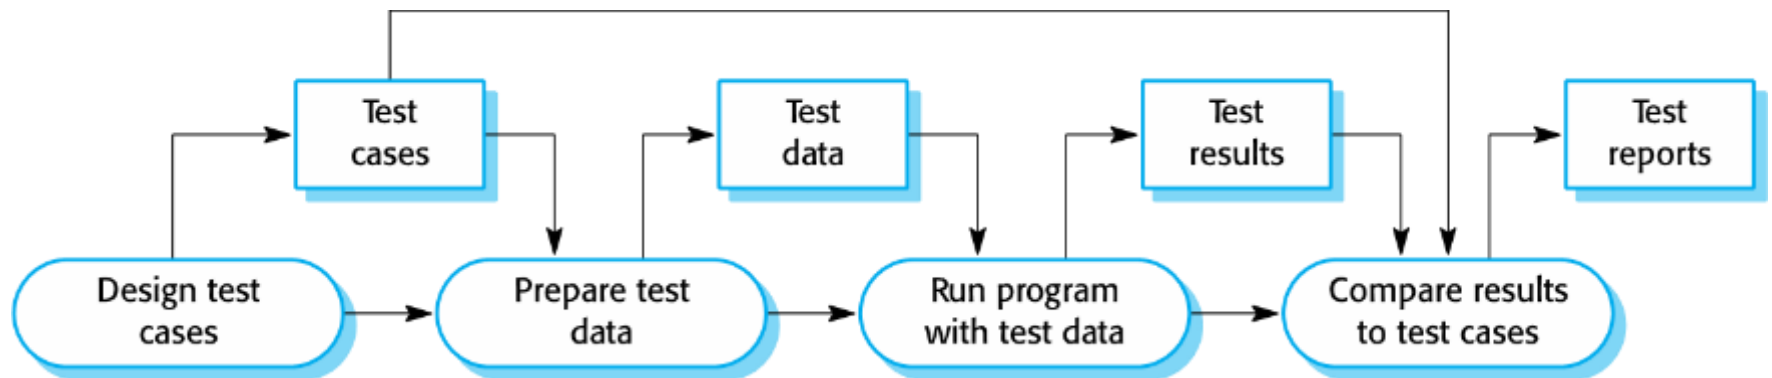 Test
cases
Test
data
Test
results
Test
reports
Design test
cases
Prepare test
data
Run program
with test data
Compare results
to test cases